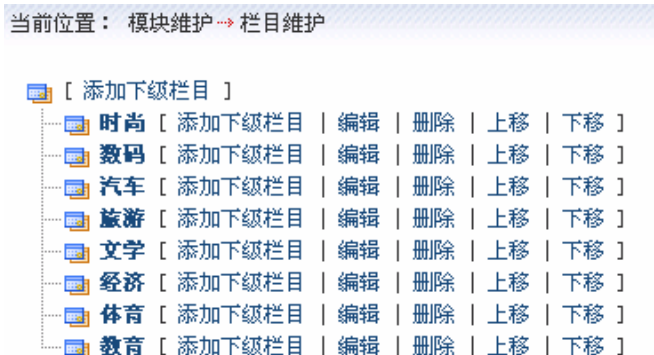 当前位置： 模块维护 栏目维护
[ 添加下级栏目 ]
时尚 [ 添加下级栏目 | 编辑 | 删除 | 上移 | 下移 ]
数码 [ 添加下级栏目 | 编辑 | 删除 | 上移 | 下移 ]
汽车 [ 添加下级栏目 | 编辑 | 删除 | 上移 | 下移 ]
旅游 [ 添加下级栏目 | 编辑 | 删除 | 上移 | 下移 ]
文学 [ 添加下级栏目 | 编辑 | 删除 | 上移 | 下移 ]
经济 [ 添加下级栏目 | 编辑 | 删除 | 上移 | 下移 ]
体育 [ 添加下级栏目 | 编辑 | 删除 | 上移 | 下移 ]
教育 [ 添加下级栏目 | 编辑 | 删除 | 上移 | 下移 ]